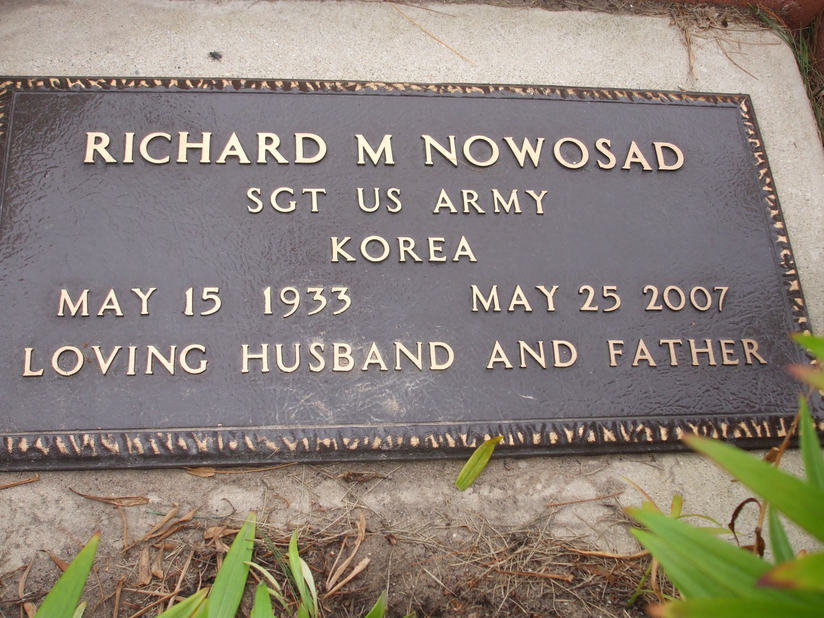 RICHARD M NOWOSAD
SGT US ARMY
KOREA
MAY 15 1933 MAY 25 2007
LOVING HUSBAND AND FATHER